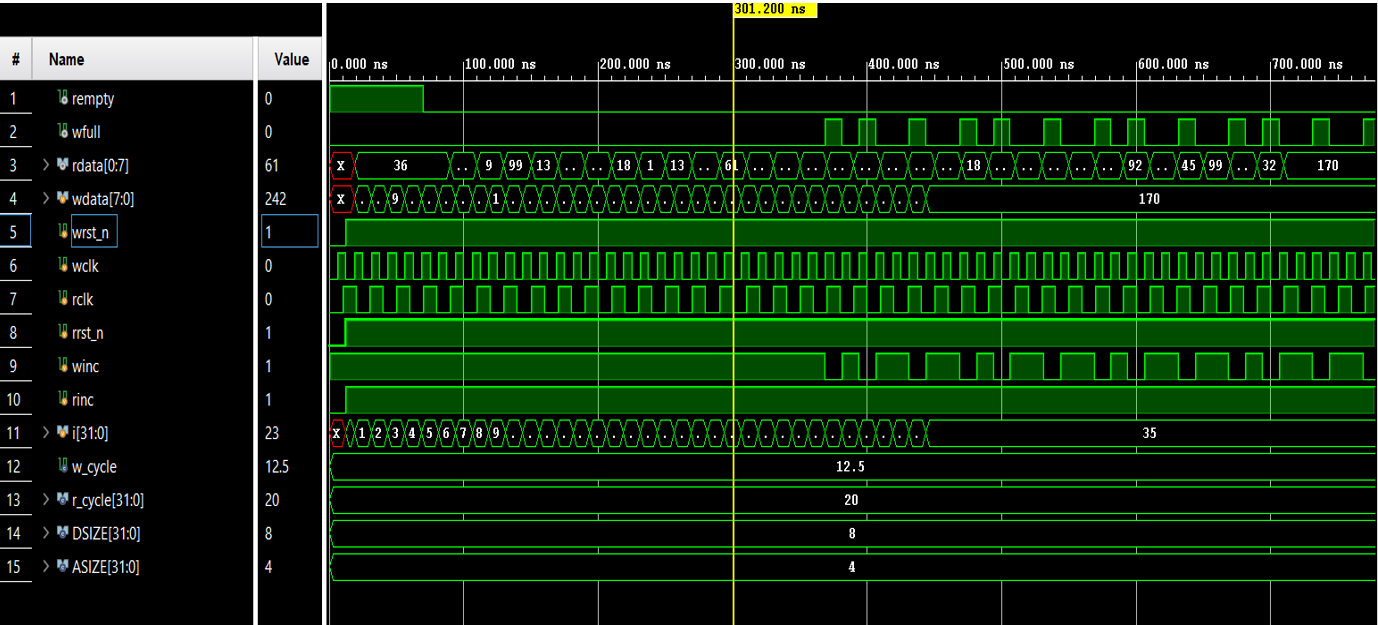 301.200 ns
# Name Value 0.000 ns 100.000 ns 200.000 ns 300.000 ns 400.000 ns 500.000 ns 600.000 ns 700.000 ns
1 rempty 0
2 wfull 0
3 rdata[0:7] 61 X 36 .. 9 99 13 .. .. 18 1 13 .. 61 .. .. .. .. .. .. .. .. 18 .. .. .. .. .. 92 .. 45 99 .. 32 170
4 wdata[7:0] 242 X . . 9 . . . . . 1 . . . . . . . . . . . . . . . . . . . . . . . . . 170
5 wrst_n 1
6 wclk 0
7 rclk 0
8 rrst_n 1
9 winc 1
10 rinc 1
11 i[31:0] 23 X 1 2 3 4 5 6 7 8 9 . . . . . . . . . . . . . . . . . . . . . . . . . 35
12 w_cycle 12.5 12.5
13 r_cycle[31:0] 20 20
14 DSIZE[31:0] 8 8
15 ASIZE[31:0] 4 4